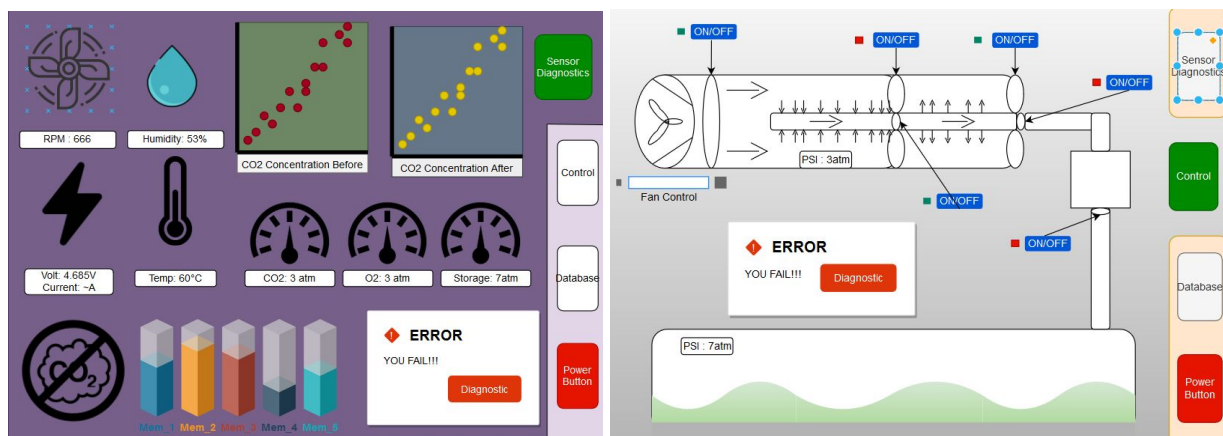 Sensor
Diagnostics
RPM : 666
Humidity: 53%
CO2 Concentration Before
CO2 Concentration After
Control
Volt: 4.685V
Current: ~A
Temp: 60°C
CO2: 3 atm
O2: 3 atm
Storage: 7atm
Database
CO2
ERROR
YOU FAIL!!!
Diagnostic
Power
Button
Mem_1 Mem_2 Mem_3 Mem_4 Mem_5
ON/OFF
ON/OFF
ON/OFF
Sensor
Diagnostics
ON/OFF
PSI : 3atm
Control
Fan Control
ON/OFF
ON/OFF
ERROR
YOU FAIL!!!
Diagnostic
Database
PSI : 7atm
Power
Button